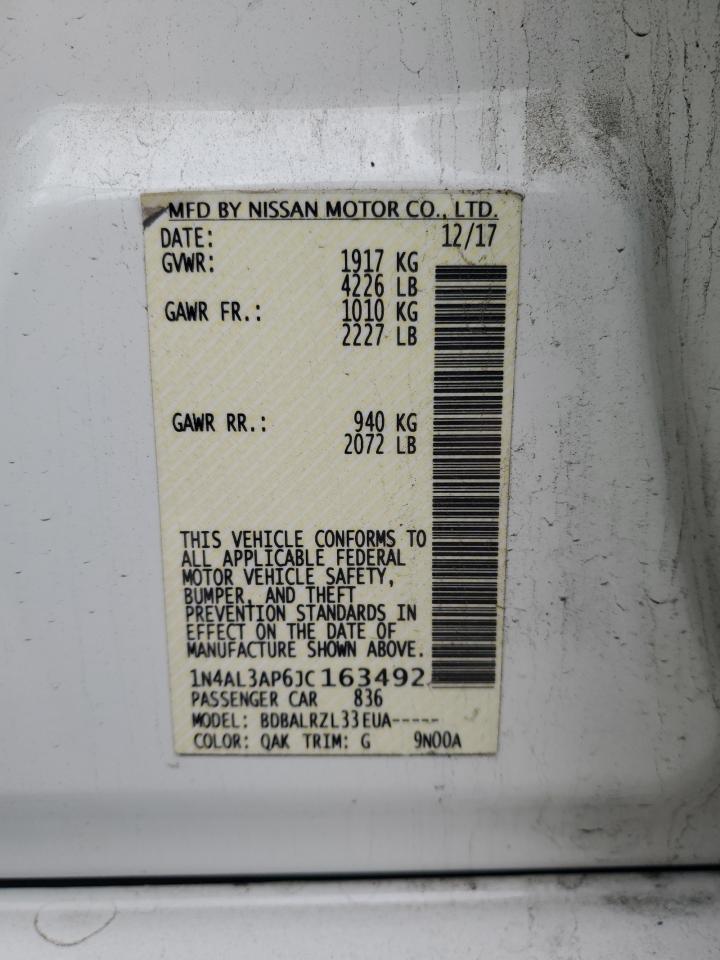 MFD BY NISSAN MOTOR CO., LTD.
DATE: 12/17
GVWR: 1917 KG
4226 LB
GAWR FR.: 1010 KG
2227 LB
GAWR RR.: 940 KG
2072 LB
THIS VEHICLE CONFORMS TO
ALL APPLICABLE FEDERAL
MOTOR VEHICLE SAFETY,
BUMPER, AND THEFT
PREVENTION STANDARDS IN
EFFECT ON THE DATE OF
MANUFACTURE SHOWN ABOVE.
1N4AL3AP6JC163492
PASSENGER CAR 836
MODEL: BDBALRZL33EUA-----
COLOR: QAK TRIM: G 9N00A